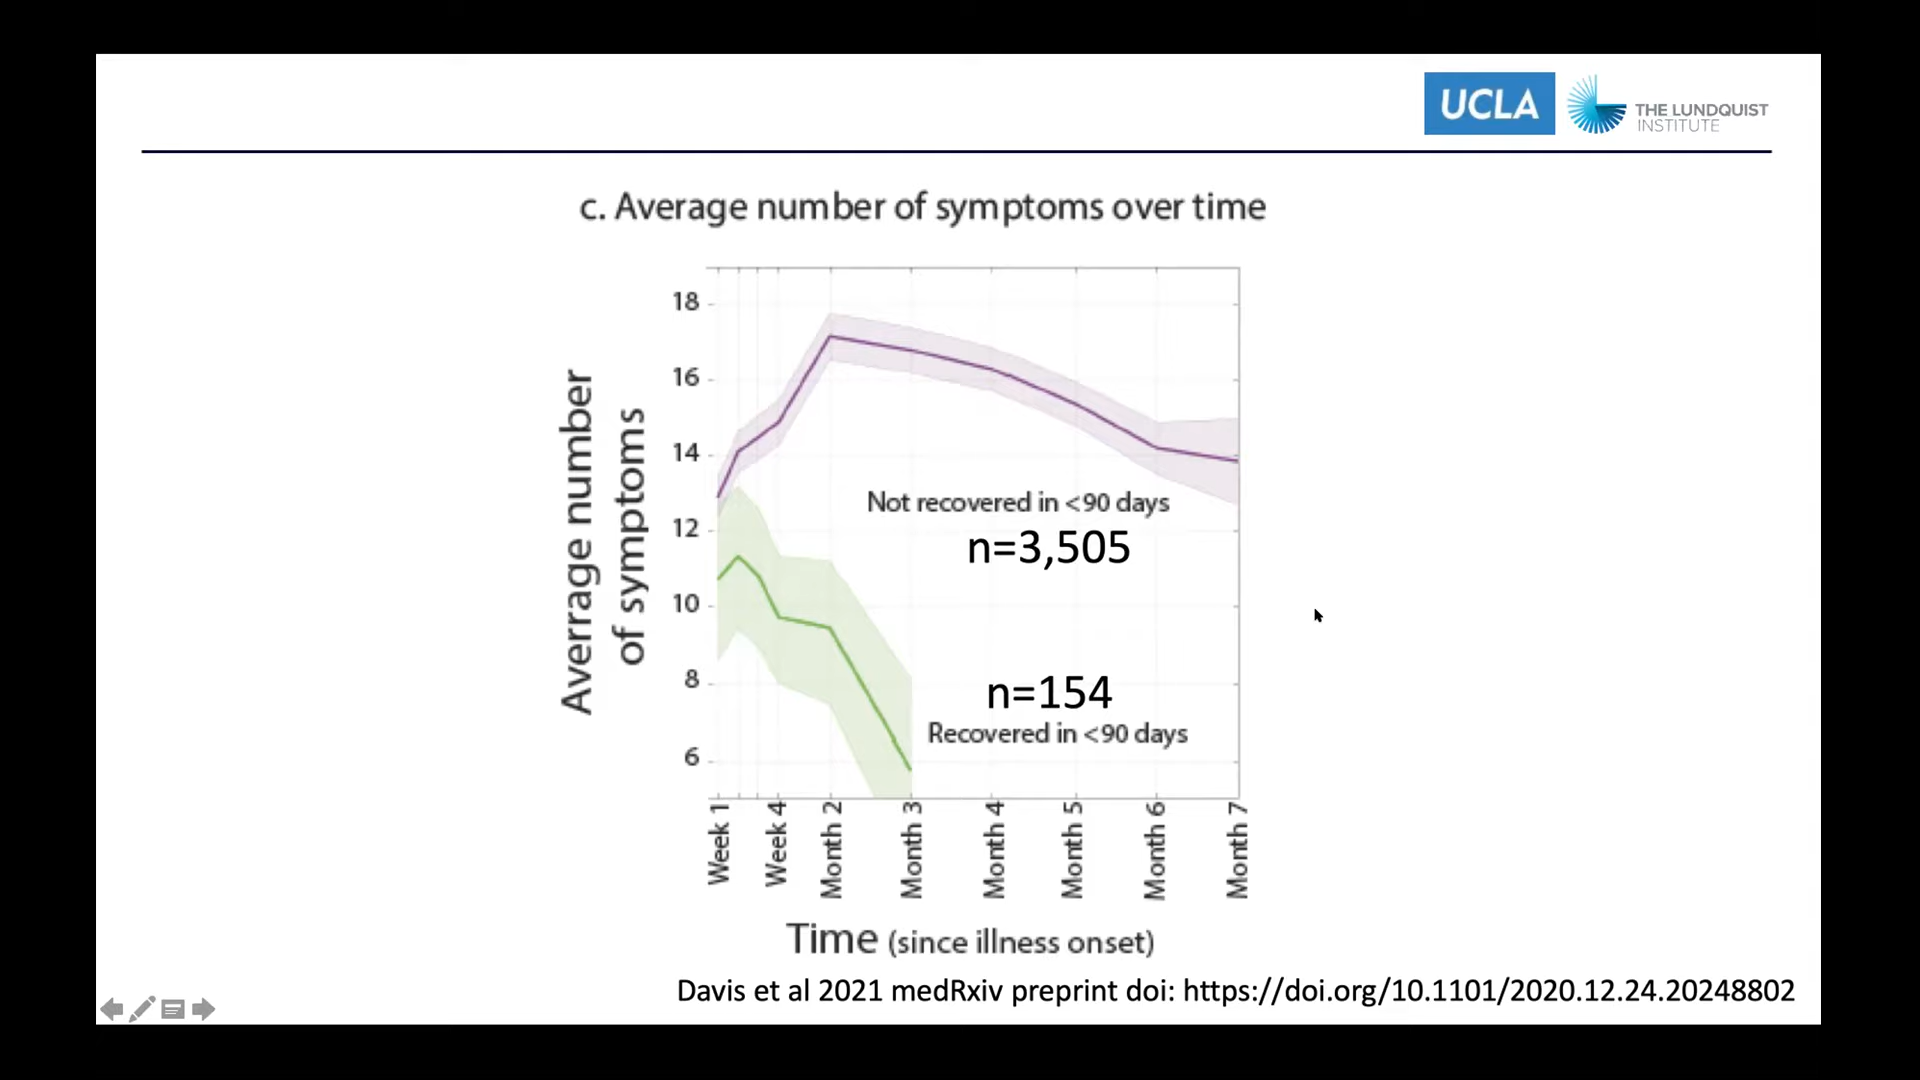 UCLA
THE LUNDQUIST
INSTITUTE
c. Average number of symptoms over time
Averrage number
of symptoms
18
16
14
12
10
8
6
Not recovered in <90 days
n=3,505
n=154
Recovered in <90 days
Week 1
Week 4
Month 2
Month 3
Month 4
Month 5
Month 6
Month 7
Time (since illness onset)
Davis et al 2021 medRxiv preprint doi: https://doi.org/10.1101/2020.12.24.20248802